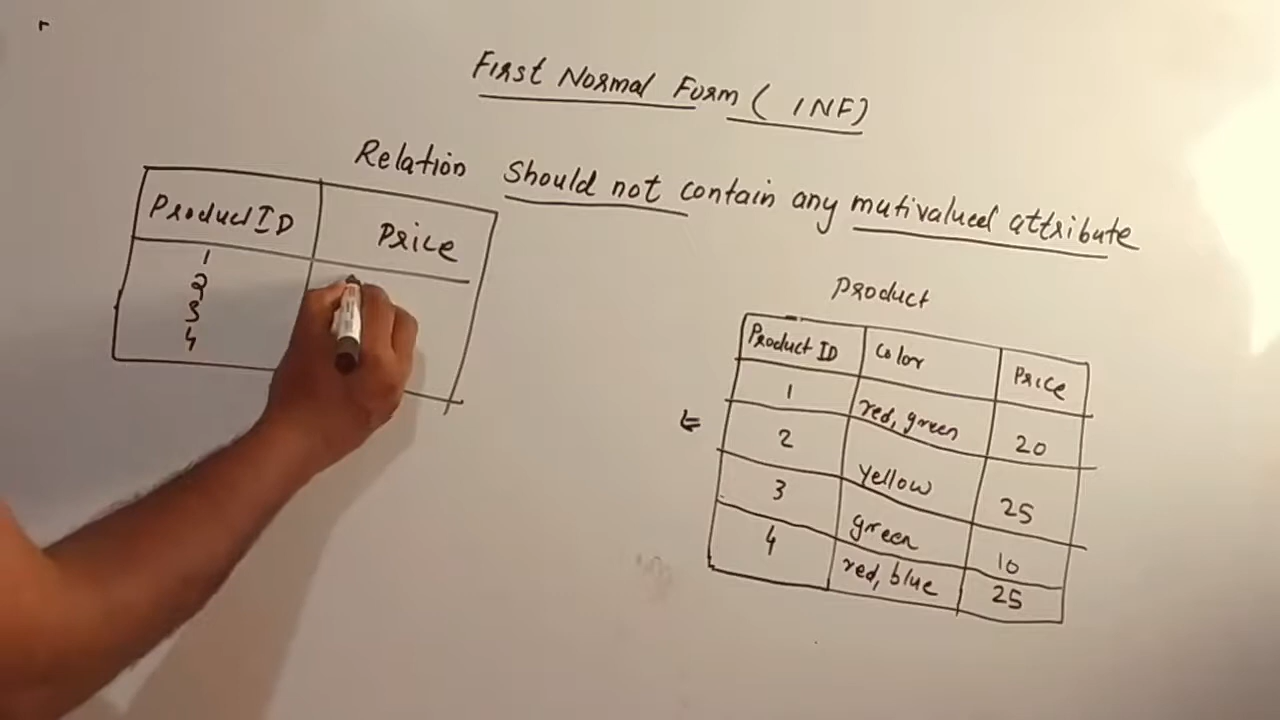 First Normal Form ( 1NF)
Relation should not contain any mutivalued attribute
ProductID Price
1
2
3
4
Product
Product ID Color Price
1 red, green 20
2 yellow 25
3 green 10
4 red, blue 25